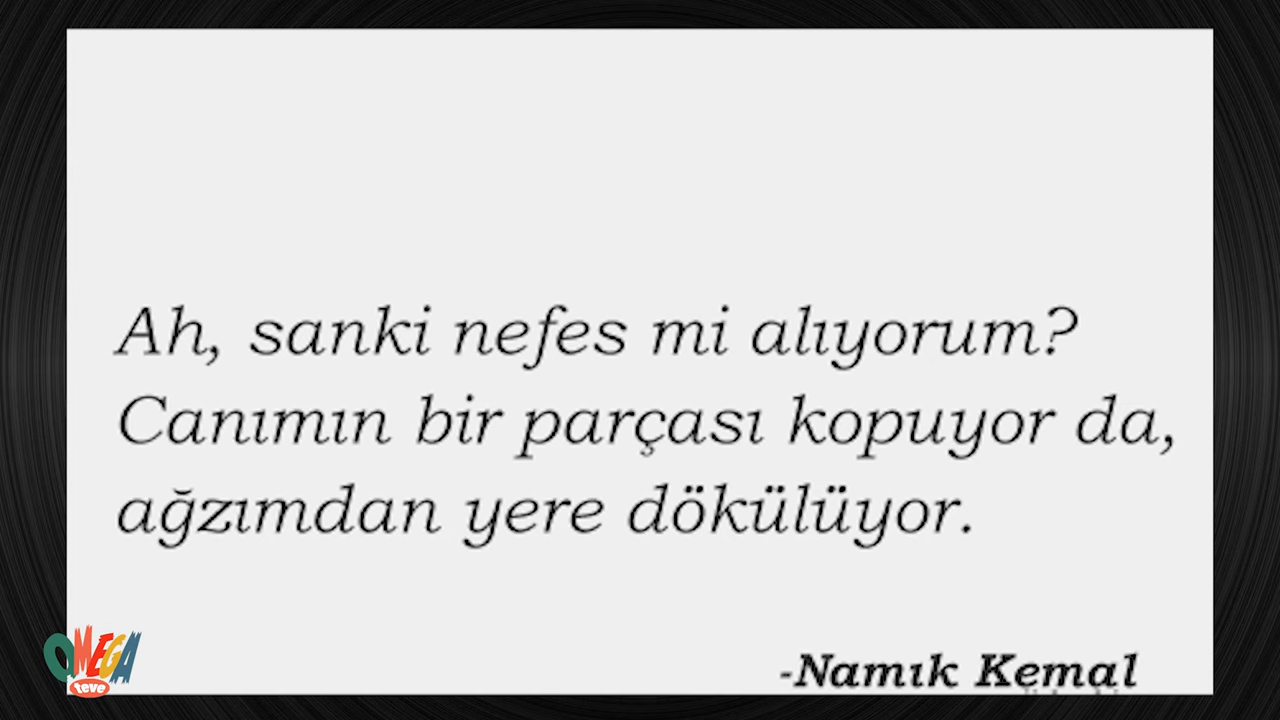 Ah, sanki nefes mi alıyorum?
Canımın bir parçası kopuyor da,
ağzımdan yere dökülüyor.
-Namık Kemal
OMEGA
teve